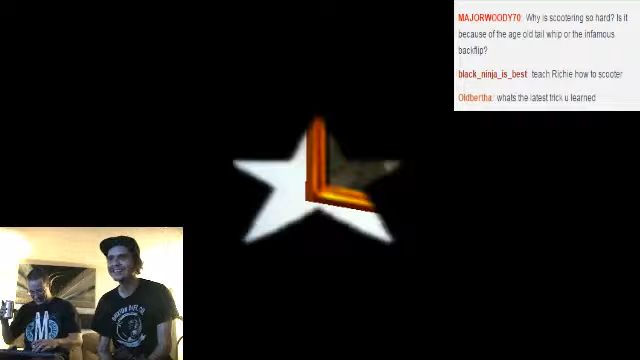 MAJORWOODY70: Why is scootering so hard? Is it
because of the age old tail whip or the infamous
backflip?
black_ninja_is_best: teach Richie how to scooter
Oldbertha: whats the latest trick u learned
M